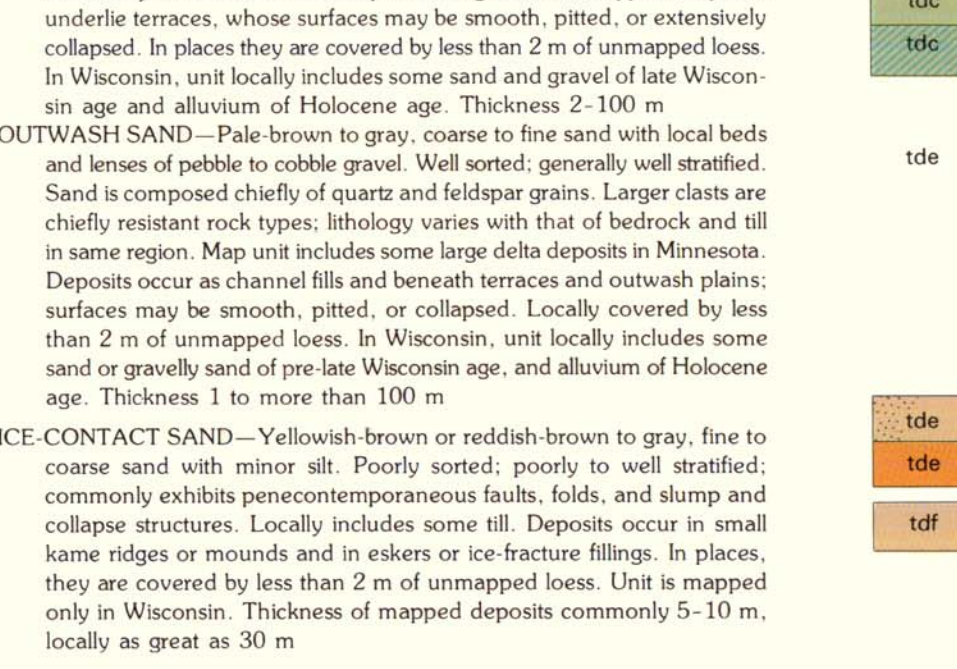 underlie terraces, whose surfaces may be smooth, pitted, or extensively
collapsed. In places they are covered by less than 2 m of unmapped loess.
In Wisconsin, unit locally includes some sand and gravel of late Wiscon-
sin age and alluvium of Holocene age. Thickness 2-100 m
OUTWASH SAND—Pale-brown to gray, coarse to fine sand with local beds
and lenses of pebble to cobble gravel. Well sorted; generally well stratified.
Sand is composed chiefly of quartz and feldspar grains. Larger clasts are
chiefly resistant rock types; lithology varies with that of bedrock and till
in same region. Map unit includes some large delta deposits in Minnesota.
Deposits occur as channel fills and beneath terraces and outwash plains;
surfaces may be smooth, pitted, or collapsed. Locally covered by less
than 2 m of unmapped loess. In Wisconsin, unit locally includes some
sand or gravelly sand of pre-late Wisconsin age, and alluvium of Holocene
age. Thickness 1 to more than 100 m
ICE-CONTACT SAND—Yellowish-brown or reddish-brown to gray, fine to
coarse sand with minor silt. Poorly sorted; poorly to well stratified;
commonly exhibits penecontemporaneous faults, folds, and slump and
collapse structures. Locally includes some till. Deposits occur in small
kame ridges or mounds and in eskers or ice-fracture fillings. In places,
they are covered by less than 2 m of unmapped loess. Unit is mapped
only in Wisconsin. Thickness of mapped deposits commonly 5-10 m,
locally as great as 30 m
tdc
tdc
tde
tde
tde
tdf